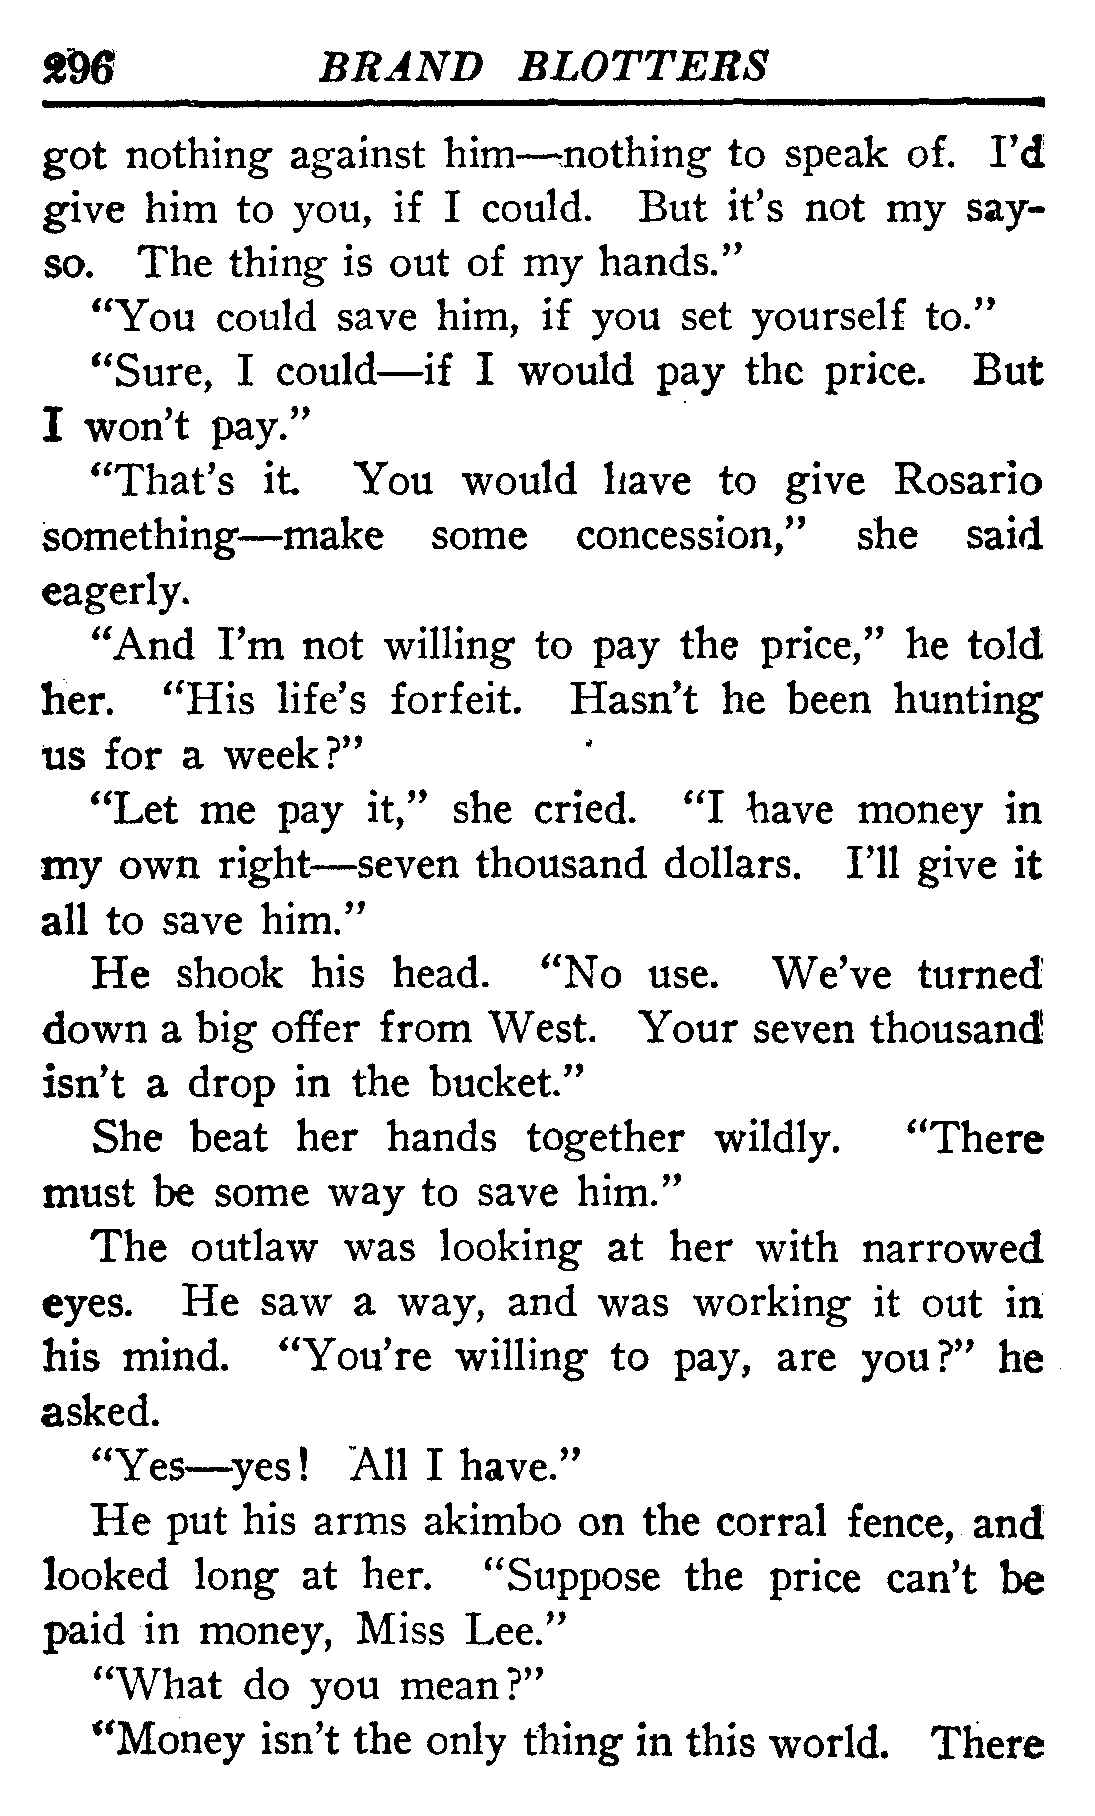 296 BRAND BLOTTERS
got nothing against him—nothing to speak of. I'd
give him to you, if I could. But it's not my say-
so. The thing is out of my hands."
"You could save him, if you set yourself to."
"Sure, I could—if I would pay the price. But
I won't pay."
"That's it. You would have to give Rosario
something—make some concession," she said
eagerly.
"And I'm not willing to pay the price," he told
her. "His life's forfeit. Hasn't he been hunting
us for a week?"
"Let me pay it," she cried. "I have money in
my own right—seven thousand dollars. I'll give it
all to save him."
He shook his head. "No use. We've turned
down a big offer from West. Your seven thousand
isn't a drop in the bucket."
She beat her hands together wildly. "There
must be some way to save him."
The outlaw was looking at her with narrowed
eyes. He saw a way, and was working it out in
his mind. "You're willing to pay, are you?" he
asked.
"Yes—yes! All I have."
He put his arms akimbo on the corral fence, and
looked long at her. "Suppose the price can't be
paid in money, Miss Lee."
"What do you mean?"
"Money isn't the only thing in this world. There